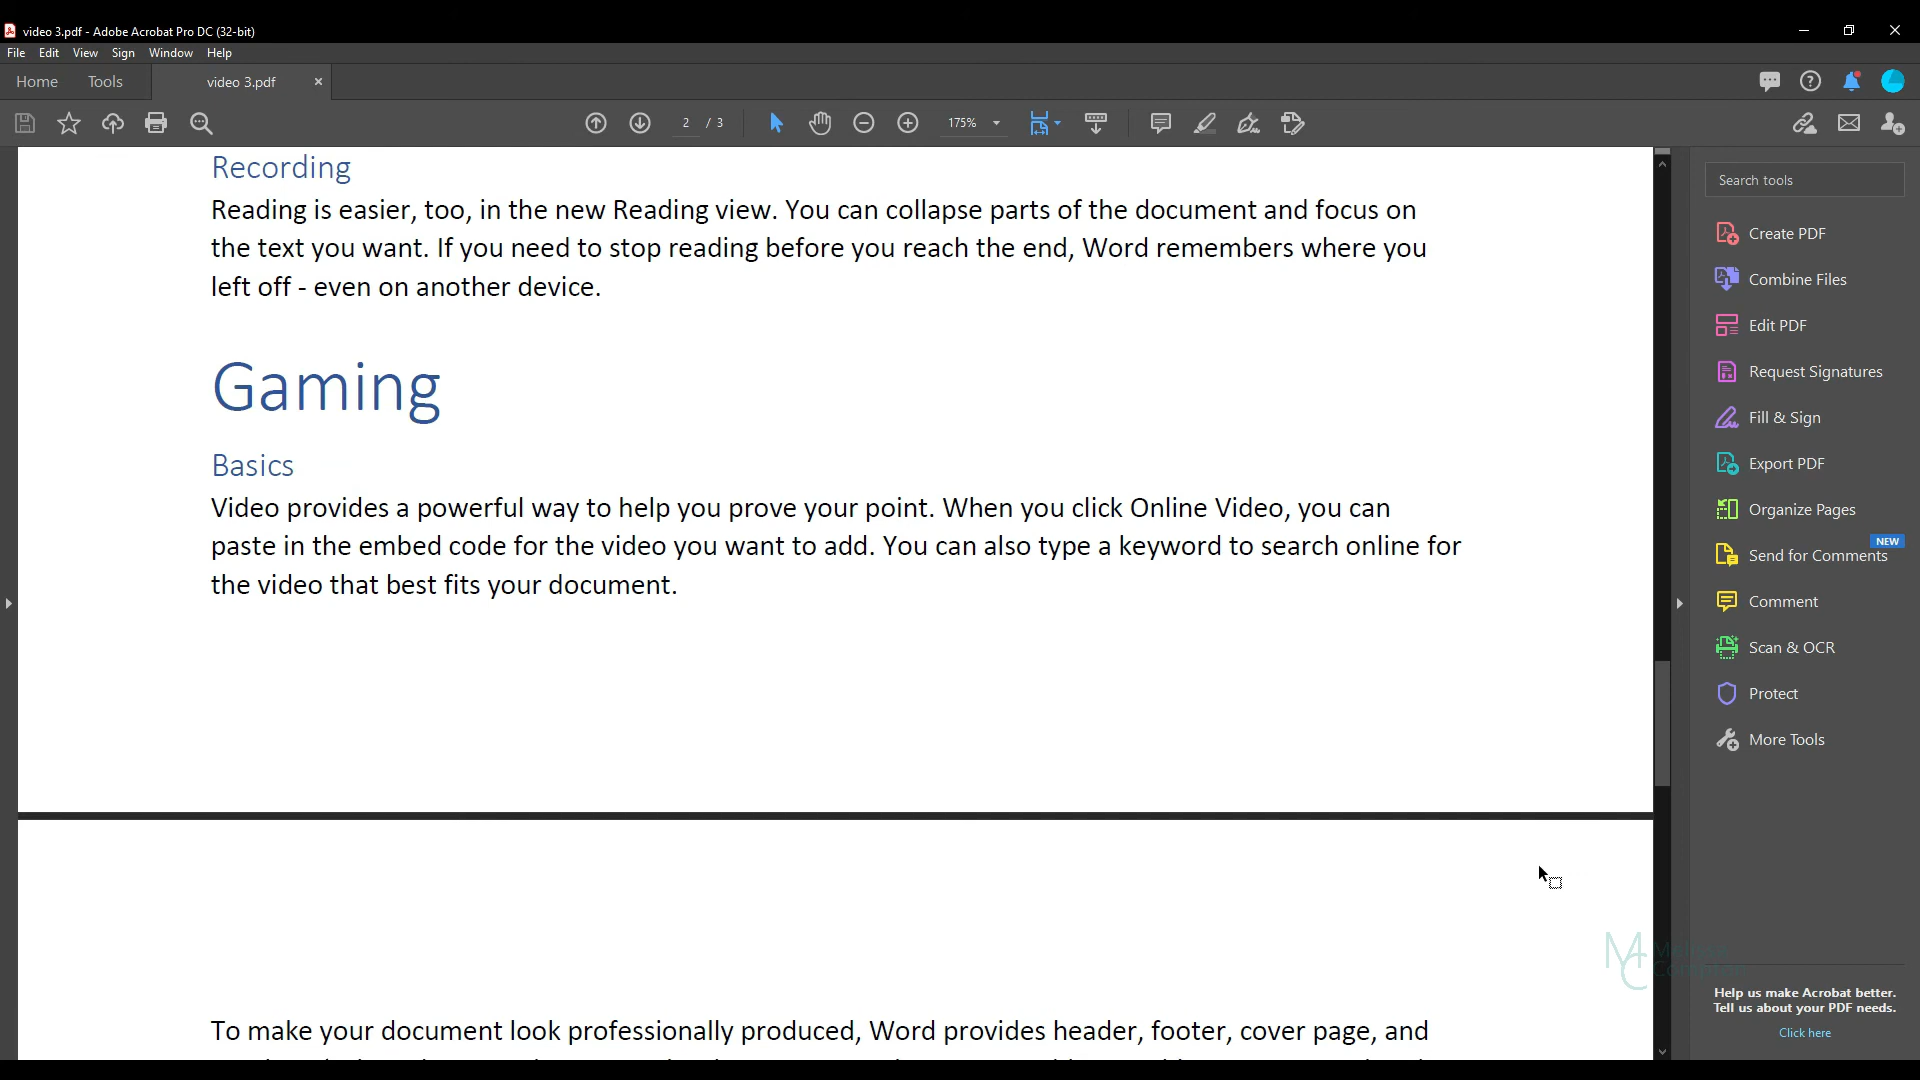 video 3.pdf - Adobe Acrobat Pro DC (32-bit)
File Edit View Sign Window Help
Home Tools video 3.pdf
2 / 3 175%
Recording
Reading is easier, too, in the new Reading view. You can collapse parts of the document and focus on
the text you want. If you need to stop reading before you reach the end, Word remembers where you
left off - even on another device.
Gaming
Basics
Video provides a powerful way to help you prove your point. When you click Online Video, you can
paste in the embed code for the video you want to add. You can also type a keyword to search online for
the video that best fits your document.
To make your document look professionally produced, Word provides header, footer, cover page, and
Search tools
Create PDF
Combine Files
Edit PDF
Request Signatures
Fill & Sign
Export PDF
Organize Pages
NEW
Send for Comments
Comment
Scan & OCR
Protect
More Tools
MC
Help us make Acrobat better.
Tell us about your PDF needs.
Click here